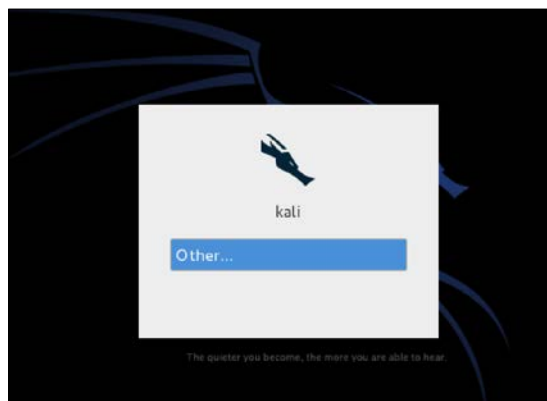 kali
Other...
The quieter you become, the more you are able to hear.